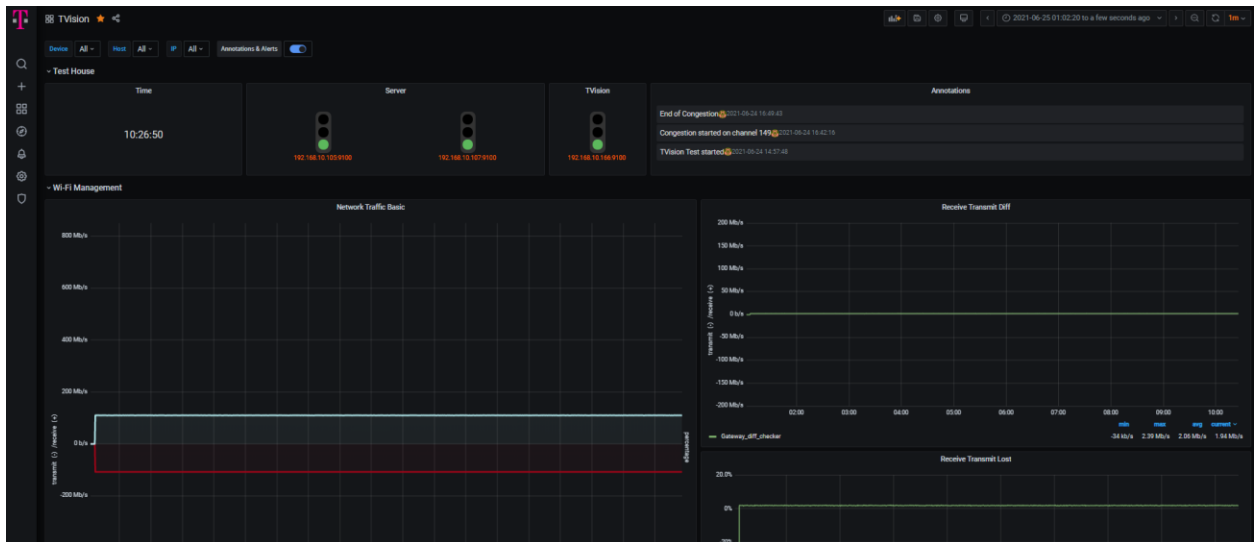 TVision
2021-06-25 01:02:20 to a few seconds ago
1m
Device All Host All IP All Annotations & Alerts
Test House
Time
10:26:50
Server
192.168.10.103:9100
192.168.10.107:9100
TVision
192.168.10.166:9100
Annotations
End of Congestion 2021-06-24 16:49:43
Congestion started on channel 149 2021-06-24 16:42:16
TVision Test started 2021-06-24 14:57:48
Wi-Fi Management
Network Traffic Basic
800 Mb/s
600 Mb/s
400 Mb/s
200 Mb/s
0 b/s
-200 Mb/s
transmit (-) /receive (+)
percentage
Receive Transmit Diff
200 Mb/s
150 Mb/s
100 Mb/s
50 Mb/s
0 b/s
-50 Mb/s
-100 Mb/s
-150 Mb/s
-200 Mb/s
transmit (-) /receive (+)
02:00 03:00 04:00 05:00 06:00 07:00 08:00 09:00 10:00
min max avg current
Gataway_diff_checker -34 kb/s 2.39 Mb/s 2.06 Mb/s 1.94 Mb/s
Receive Transmit Lost
20.0%
0%